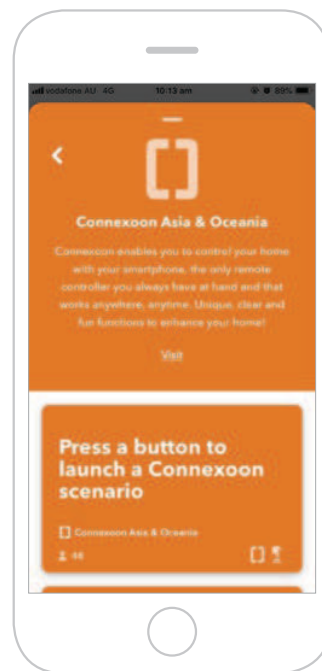 vodafone AU 4G 10:13 am 89%
Connexoon Asia & Oceania
Connexoon enables you to control your home
with your smartphone, the only remote
controller you always have at hand and that
works anywhere, anytime. Unique, clear and
fun functions to enhance your home!
Visit
Press a button to
launch a Connexoon
scenario
Connexoon Asia & Oceania